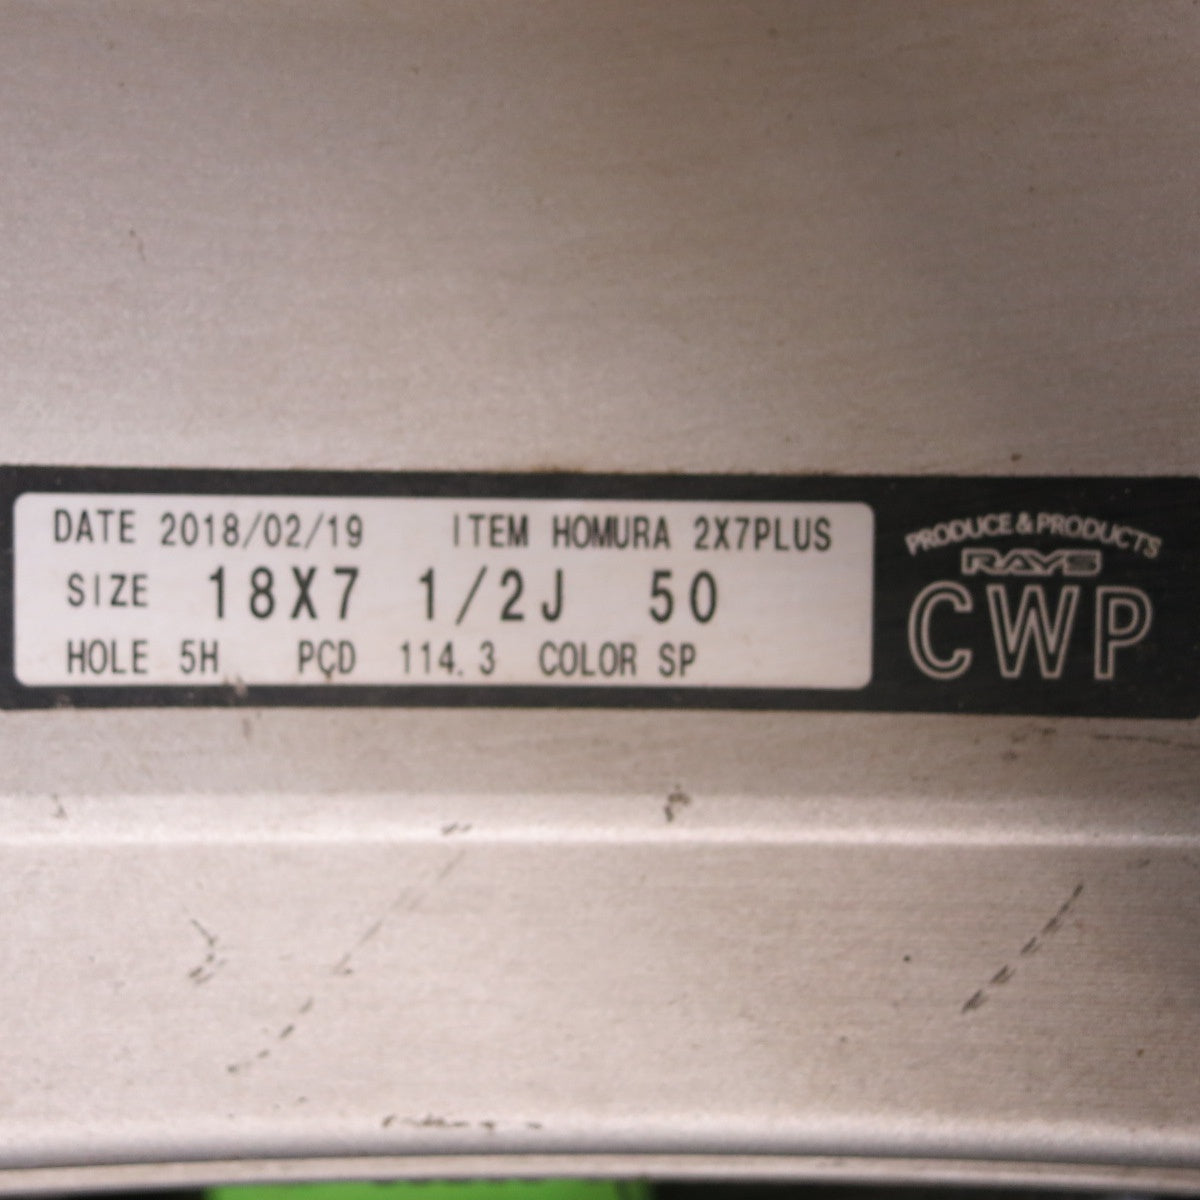 DATE 2018/02/19 ITEM HOMURA 2X7PLUS
SIZE 18X7 1/2J 50
HOLE 5H PCD 114.3 COLOR SP
PRODUCE & PRODUCTS
RAYS
CWP